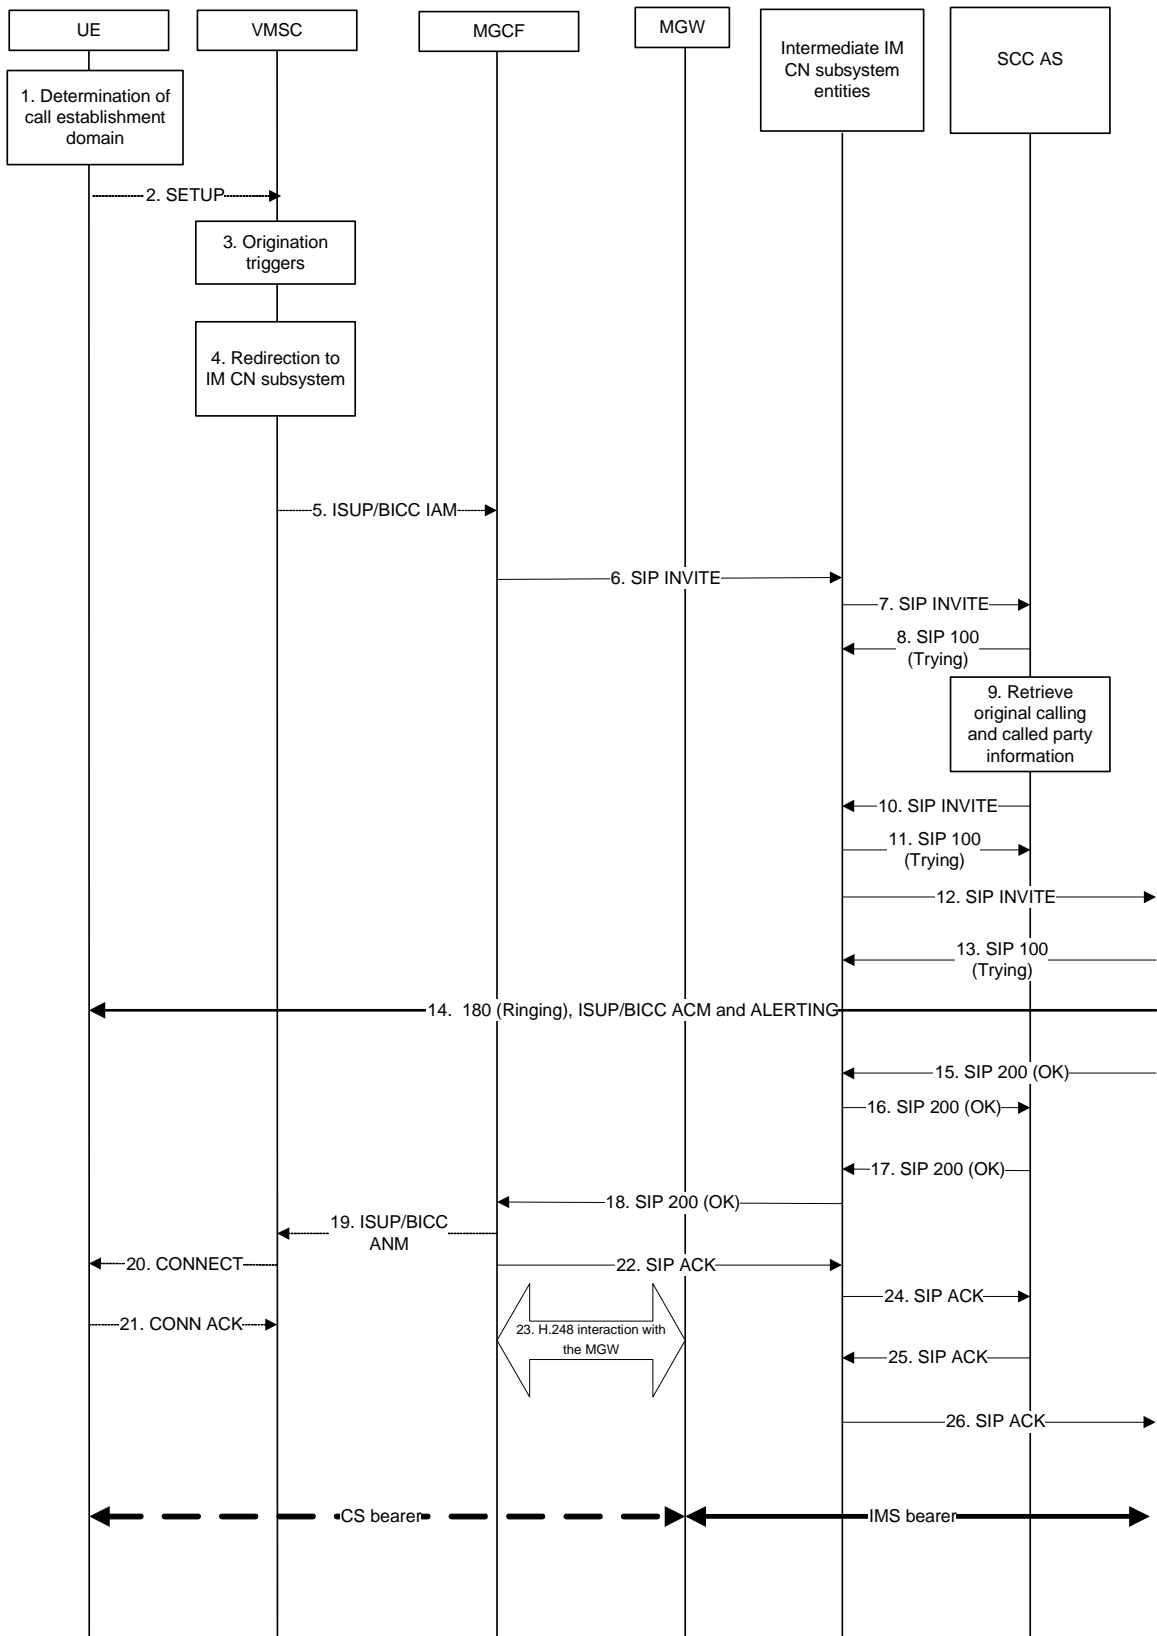 UE
VMSC
MGCF
MGW
Intermediate IM
CN subsystem
entities
SCC AS
1. Determination of
call establishment
domain
2. SETUP
3. Origination
triggers
4. Redirection to
IM CN subsystem
5. ISUP/BICC IAM
6. SIP INVITE
7. SIP INVITE
8. SIP 100
(Trying)
9. Retrieve
original calling
and called party
information
10. SIP INVITE
11. SIP 100
(Trying)
12. SIP INVITE
13. SIP 100
(Trying)
14. 180 (Ringing), ISUP/BICC ACM and ALERTING
15. SIP 200 (OK)
16. SIP 200 (OK)
17. SIP 200 (OK)
18. SIP 200 (OK)
19. ISUP/BICC
ANM
20. CONNECT
22. SIP ACK
24. SIP ACK
21. CONN ACK
23. H.248 interaction with
the MGW
25. SIP ACK
26. SIP ACK
CS bearer
IMS bearer